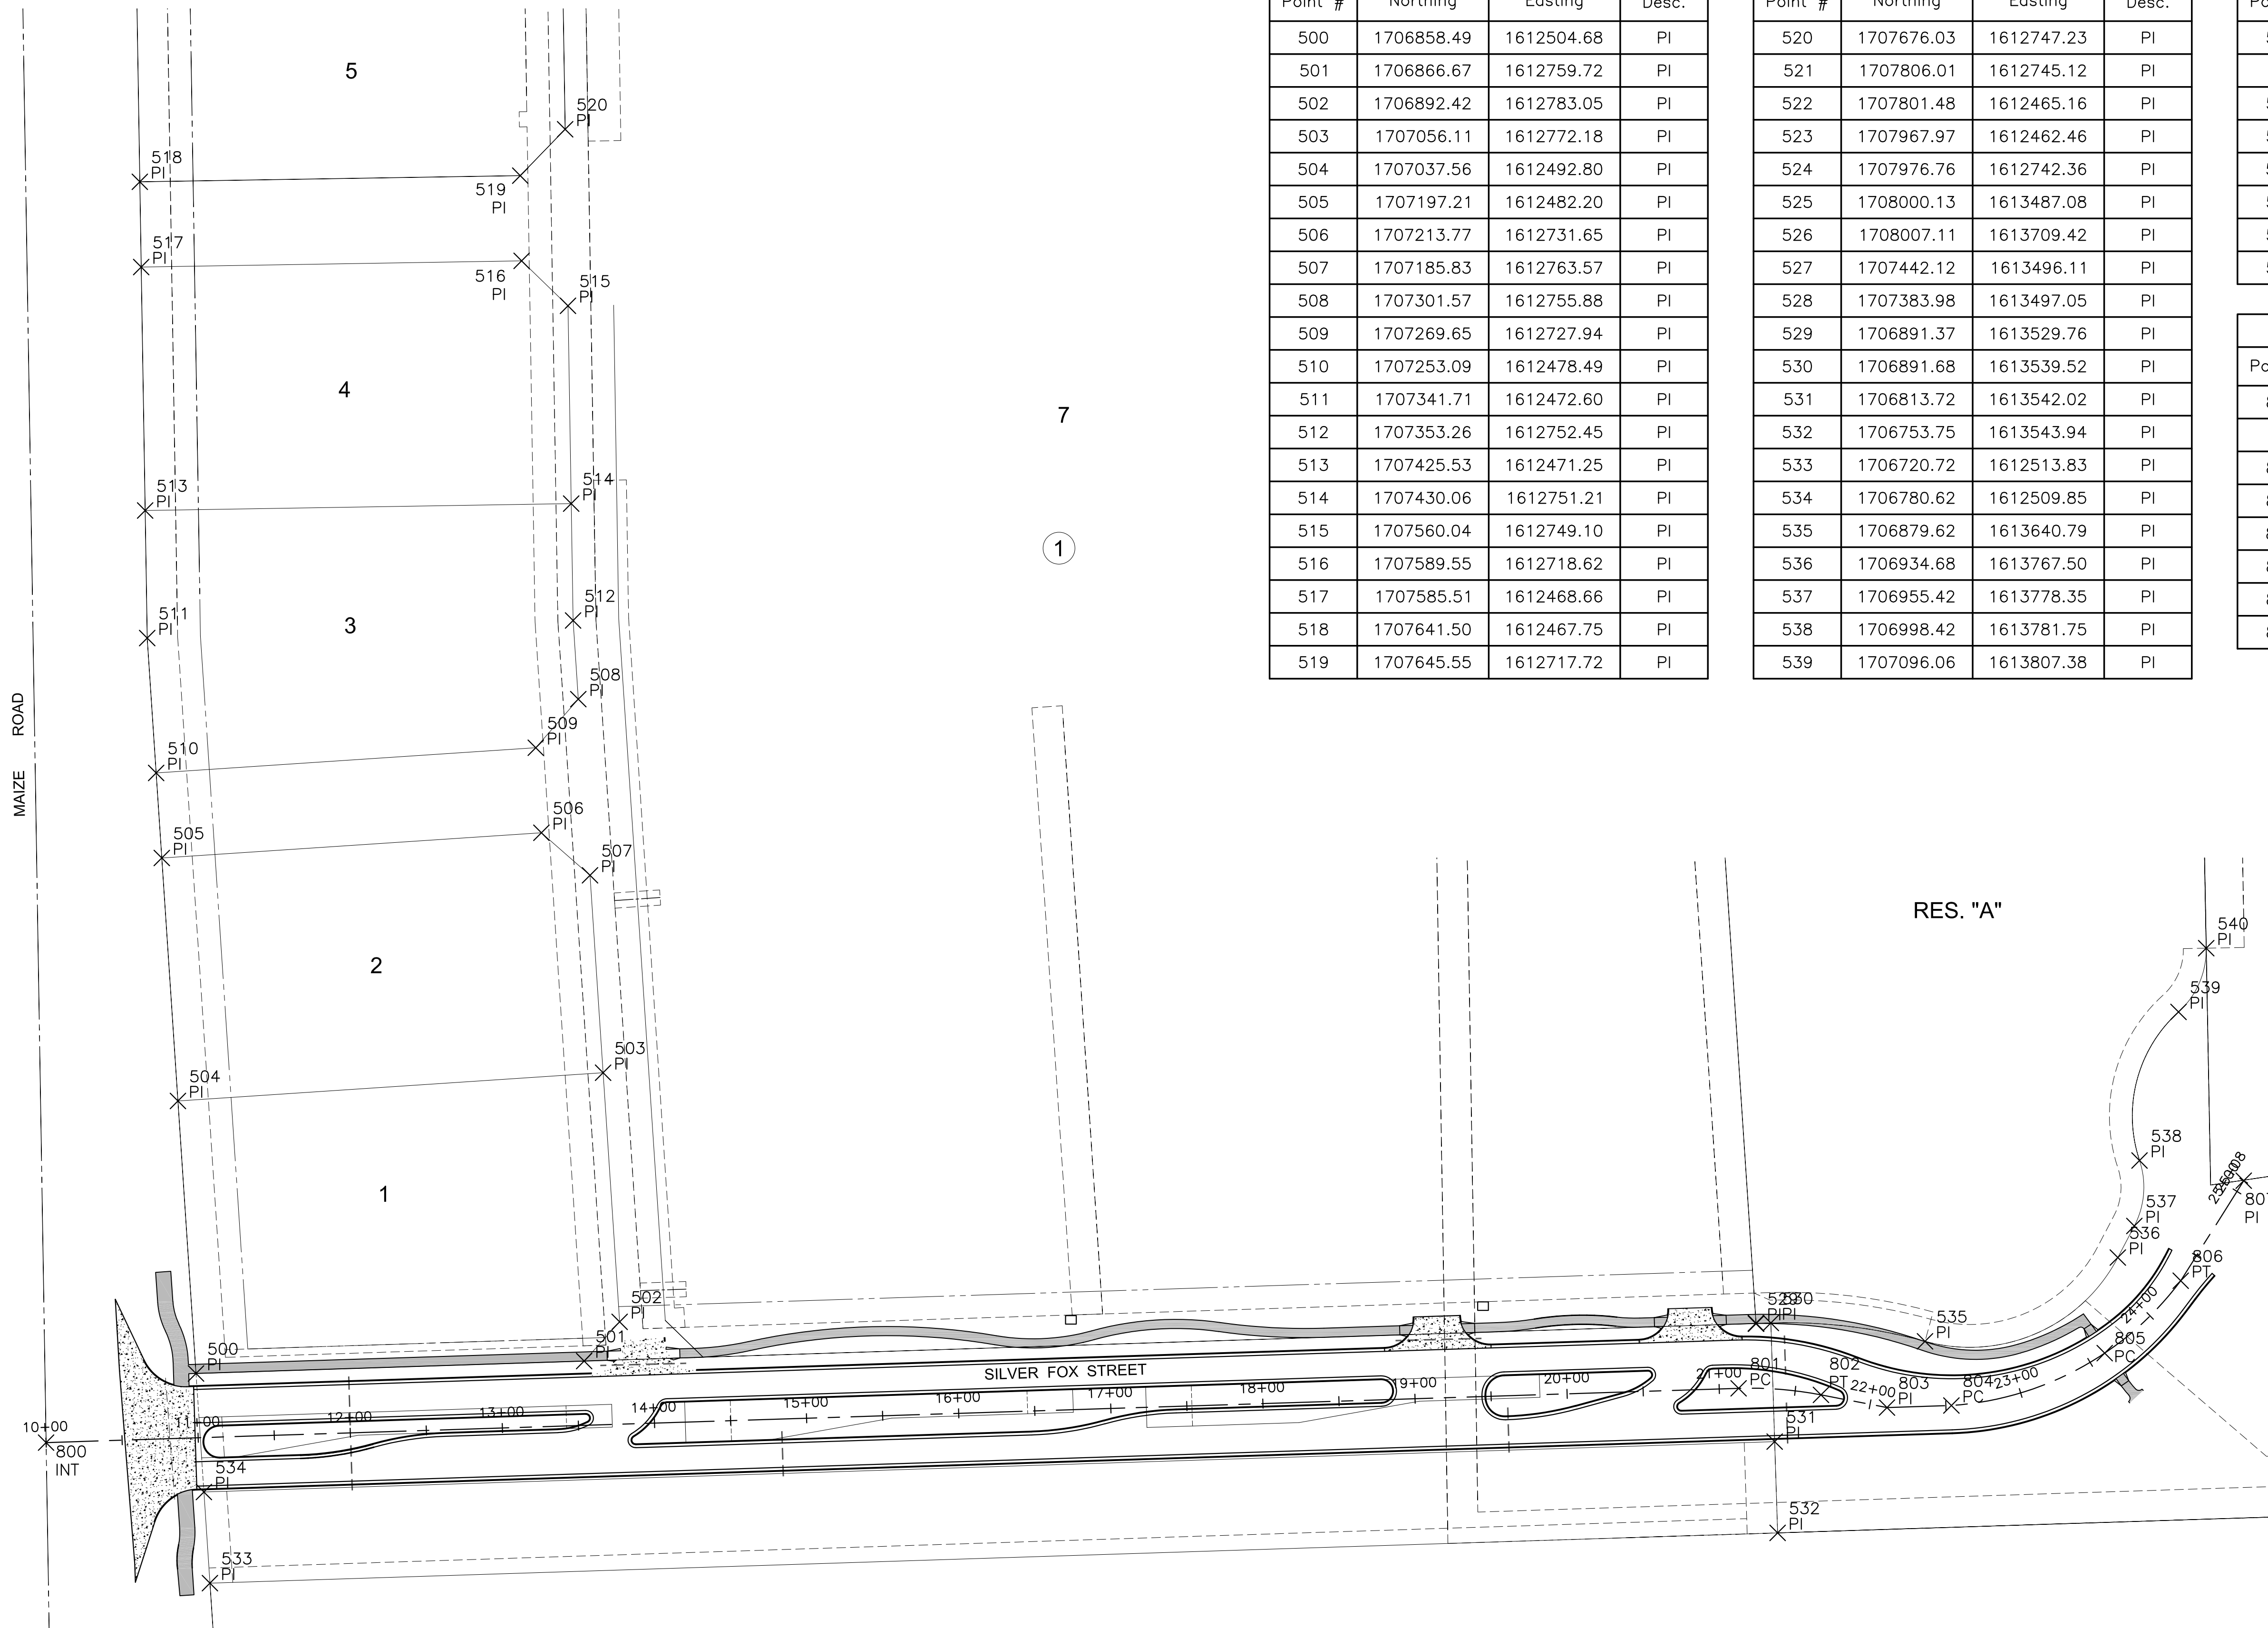 Point # Northing Easting Desc.
500 1706858.49 1612504.68 PI
501 1706866.67 1612759.72 PI
502 1706892.42 1612783.05 PI
503 1707056.11 1612772.18 PI
504 1707037.56 1612492.80 PI
505 1707197.21 1612482.20 PI
506 1707213.77 1612731.65 PI
507 1707185.83 1612763.57 PI
508 1707301.57 1612755.88 PI
509 1707269.65 1612727.94 PI
510 1707253.09 1612478.49 PI
511 1707341.71 1612472.60 PI
512 1707353.26 1612752.45 PI
513 1707425.53 1612471.25 PI
514 1707430.06 1612751.21 PI
515 1707560.04 1612749.10 PI
516 1707589.55 1612718.62 PI
517 1707585.51 1612468.66 PI
518 1707641.50 1612467.75 PI
519 1707645.55 1612717.72 PI
Point # Northing Easting Desc.
520 1707676.03 1612747.23 PI
521 1707806.01 1612745.12 PI
522 1707801.48 1612465.16 PI
523 1707967.97 1612462.46 PI
524 1707976.76 1612742.36 PI
525 1708000.13 1613487.08 PI
526 1708007.11 1613709.42 PI
527 1707442.12 1613496.11 PI
528 1707383.98 1613497.05 PI
529 1706891.37 1613529.76 PI
530 1706891.68 1613539.52 PI
531 1706813.72 1613542.02 PI
532 1706753.75 1613543.94 PI
533 1706720.72 1612513.83 PI
534 1706780.62 1612509.85 PI
535 1706879.62 1613640.79 PI
536 1706934.68 1613767.50 PI
537 1706955.42 1613778.35 PI
538 1706998.42 1613781.75 PI
539 1707096.06 1613807.38 PI
5
520
PI
518
PI
519
PI
517
PI
516
PI
515
PI
4
7
513
PI
514
PI
1
512
PI
511
PI
3
508
PI
MAIZE ROAD
509
PI
510
PI
506
PI
505
PI
507
PI
RES. "A"
540
PI
2
539
PI
503
PI
504
PI
538
PI
1
537
PI
536
PI
807
PI
806
PT
502
PI
529
PI
530
PI
535
PI
501
PI
500
PI
SILVER FOX STREET
805
PC
801
PC
802
PT
803
PI
804
PC
10+00
11+00
12+00
13+00
14+00
15+00
16+00
17+00
18+00
19+00
20+00
21+00
22+00
23+00
24+00
800
INT
531
PI
534
PI
532
PI
533
PI